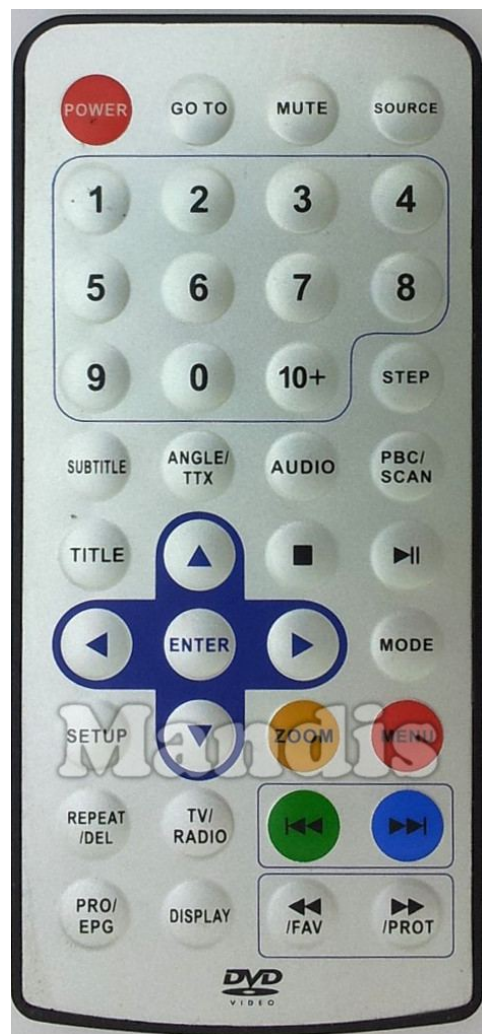 POWER GO TO MUTE SOURCE
1 2 3 4
5 6 7 8
9 0 10+ STEP
SUBTITLE ANGLE/ TTX AUDIO PBC/ SCAN
TITLE
ENTER MODE
SETUP ZOOM MENU
Mandis
REPEAT /DEL TV/ RADIO
PRO/ EPG DISPLAY /FAV /PROT
DVD
VIDEO